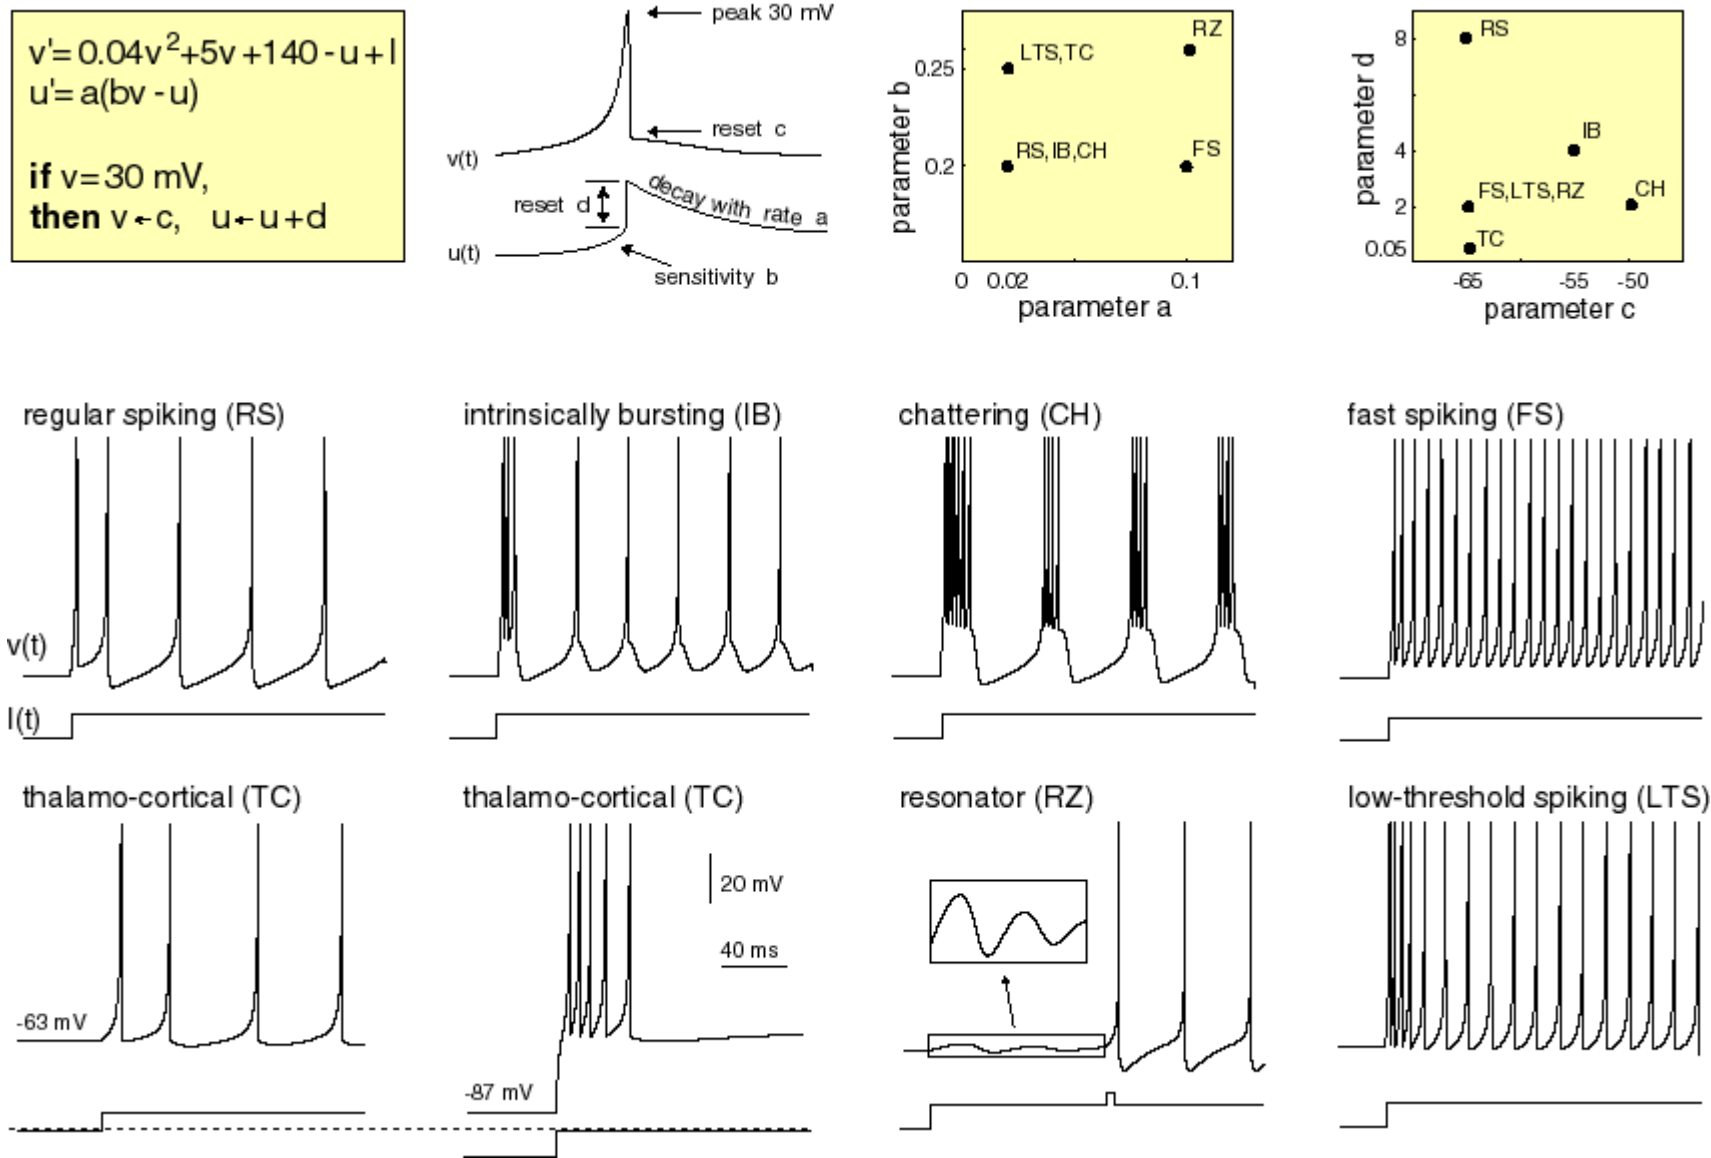 v'= 0.04v²+5v+140 - u + I
u'= a(bv - u)
if v= 30 mV,
then v←c, u←u+d
peak 30 mV
reset c
v(t)
reset d
decay with rate a
u(t)
sensitivity b
parameter b
0.25
0.2
LTS,TC
RZ
RS,IB,CH
FS
0 0.02 0.1
parameter a
parameter d
8
4
2
0.05
RS
IB
FS,LTS,RZ
CH
TC
-65 -55 -50
parameter c
regular spiking (RS)
intrinsically bursting (IB)
chattering (CH)
fast spiking (FS)
v(t)
I(t)
thalamo-cortical (TC)
thalamo-cortical (TC)
resonator (RZ)
low-threshold spiking (LTS)
20 mV
40 ms
-63 mV
-87 mV